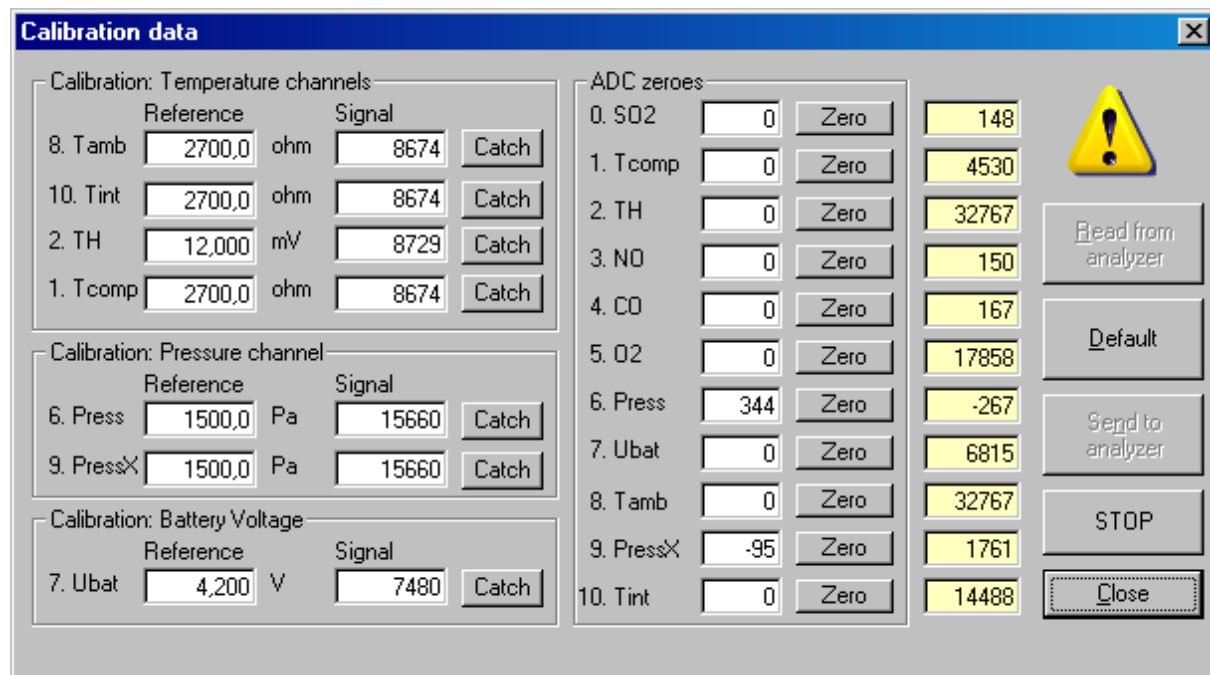 Calibration data
Calibration: Temperature channels
Reference Signal
8. Tamb 2700,0 ohm 8674 Catch
10. Tint 2700,0 ohm 8674 Catch
2. TH 12,000 mV 8729 Catch
1. Tcomp 2700,0 ohm 8674 Catch
Calibration: Pressure channel
Reference Signal
6. Press 1500,0 Pa 15660 Catch
9. PressX 1500,0 Pa 15660 Catch
Calibration: Battery Voltage
Reference Signal
7. Ubat 4,200 V 7480 Catch
ADC zeroes
0. SO2 0 Zero 148
1. Tcomp 0 Zero 4530
2. TH 0 Zero 32767
3. NO 0 Zero 150
4. CO 0 Zero 167
5. O2 0 Zero 17858
6. Press 344 Zero -267
7. Ubat 0 Zero 6815
8. Tamb 0 Zero 32767
9. PressX -95 Zero 1761
10. Tint 0 Zero 14488
Read from
analyzer
Default
Send to
analyzer
STOP
Close